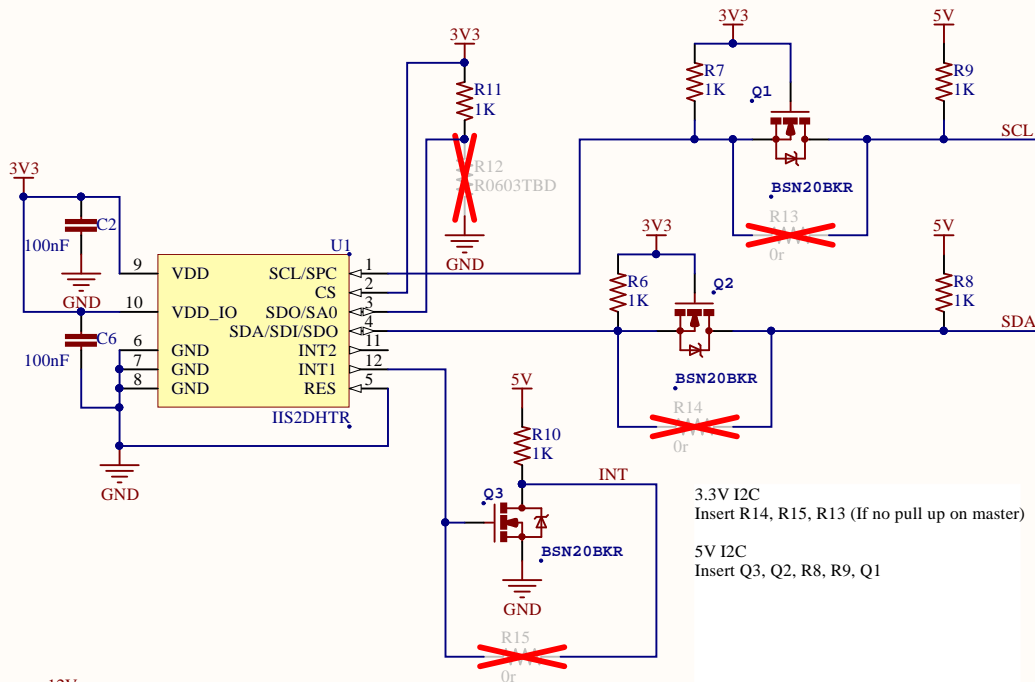 3V3
R11
1K
R12
R0603TBD
GND
3V3
R7
1K
Q1
BSN20BKR
R13
0r
5V
R9
1K
SCL
3V3
C2
100nF
GND
C6
100nF
U1
9 VDD SCL/SPC 1
CS 2
10 VDD_IO SDO/SA0 3
SDA/SDI/SDO 4
6 GND INT2 11
7 GND INT1 12
8 GND RES 5
IIS2DHTR
GND
3V3
R6
1K
Q2
BSN20BKR
R14
0r
5V
R8
1K
SDA
5V
R10
1K
INT
Q3
BSN20BKR
GND
R15
0r
3.3V I2C
Insert R14, R15, R13 (If no pull up on master)
5V I2C
Insert Q3, Q2, R8, R9, Q1